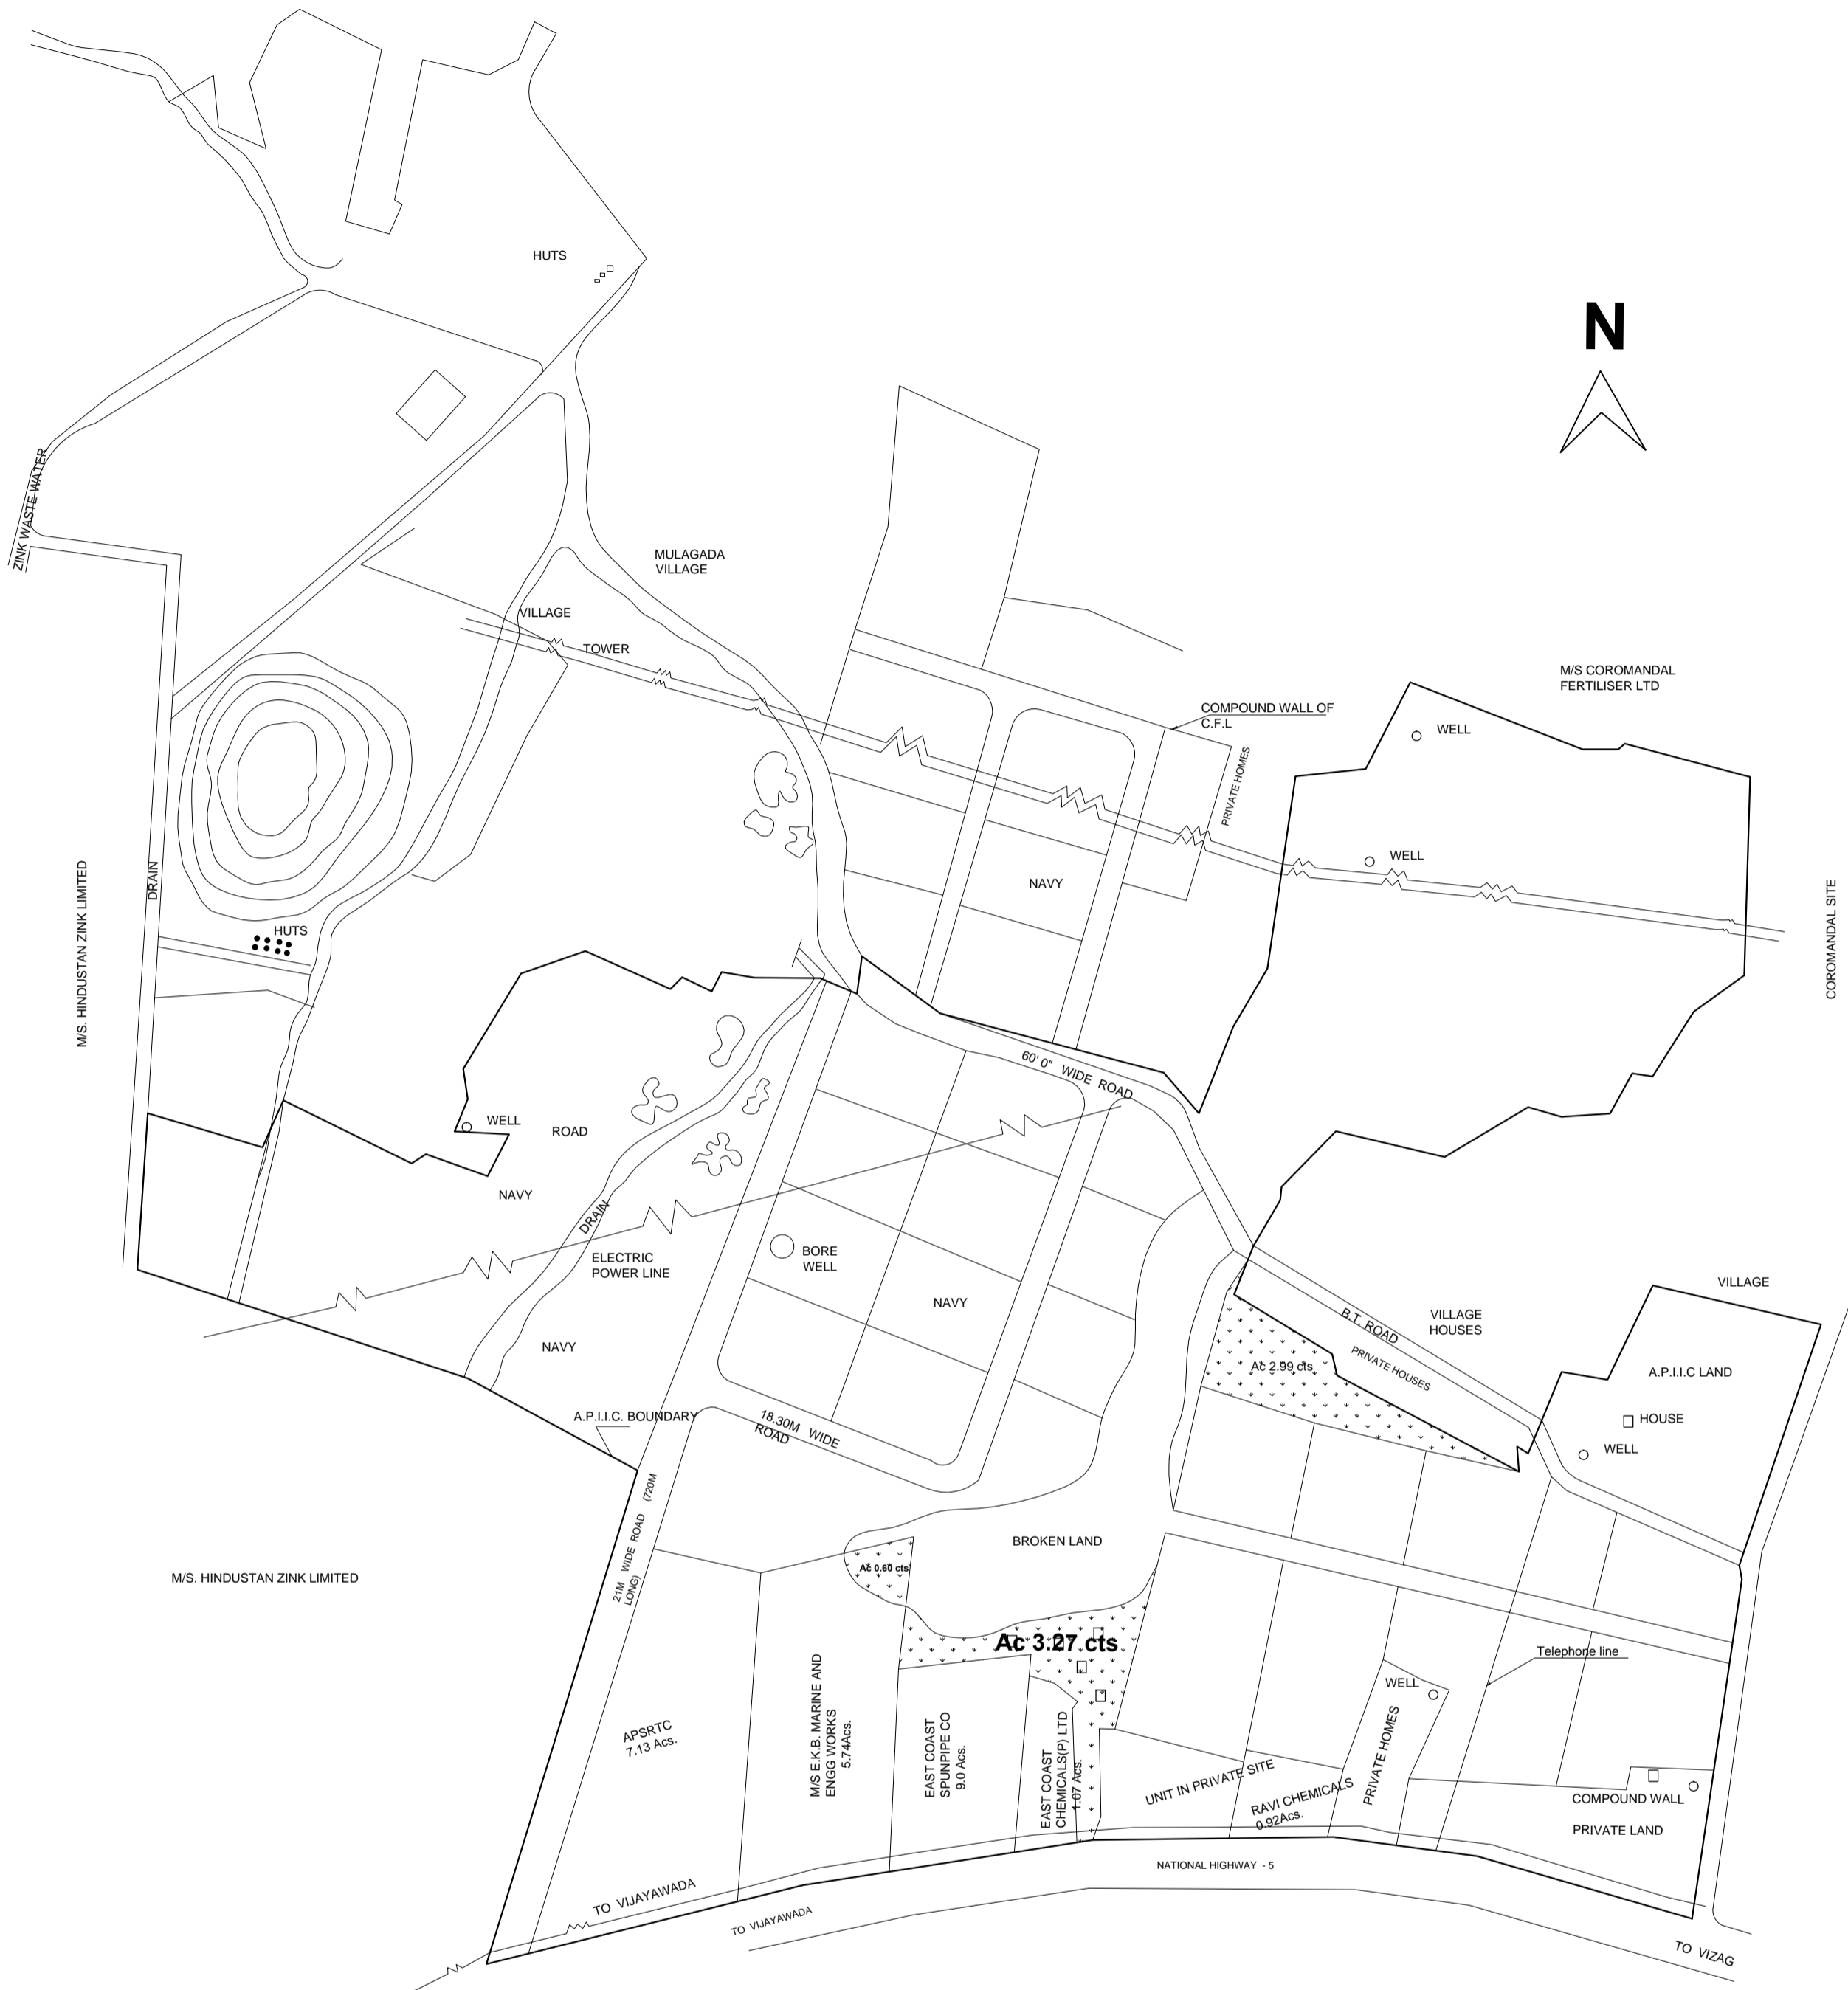 HUTS
N
ZINK WASTE WATER
MULAGADA
VILLAGE
VILLAGE
TOWER
M/S COROMANDAL
FERTILISER LTD
COMPOUND WALL OF
C.F.L
WELL
PRIVATE HOMES
WELL
NAVY
DRAIN
M/S. HINDUSTAN ZINK LIMITED
COROMANDAL SITE
HUTS
60' 0" WIDE ROAD
WELL
ROAD
NAVY
DRAIN
ELECTRIC
POWER LINE
BORE
WELL
NAVY
NAVY
VILLAGE
B.T. ROAD
VILLAGE
HOUSES
PRIVATE HOUSES
Ac 2.99 cts
A.P.I.I.C LAND
HOUSE
WELL
A.P.I.I.C. BOUNDARY
18.30M WIDE
ROAD
21M WIDE ROAD (720M
LONG)
BROKEN LAND
Ac 0.60 cts
M/S. HINDUSTAN ZINK LIMITED
Ac 3.27 cts
Telephone line
WELL
APSRTC
7.13 Acs.
M/S E.K.B. MARINE AND
ENGG WORKS
5.74Acs.
EAST COAST
SPUNPIPE CO
9.0 Acs.
EAST COAST
CHEMICALS(P) LTD
1.07Acs.
UNIT IN PRIVATE SITE
RAVI CHEMICALS
0.92Acs.
PRIVATE HOMES
COMPOUND WALL
PRIVATE LAND
NATIONAL HIGHWAY - 5
TO VIJAYAWADA
TO VIJAYAWADA
TO VIZAG